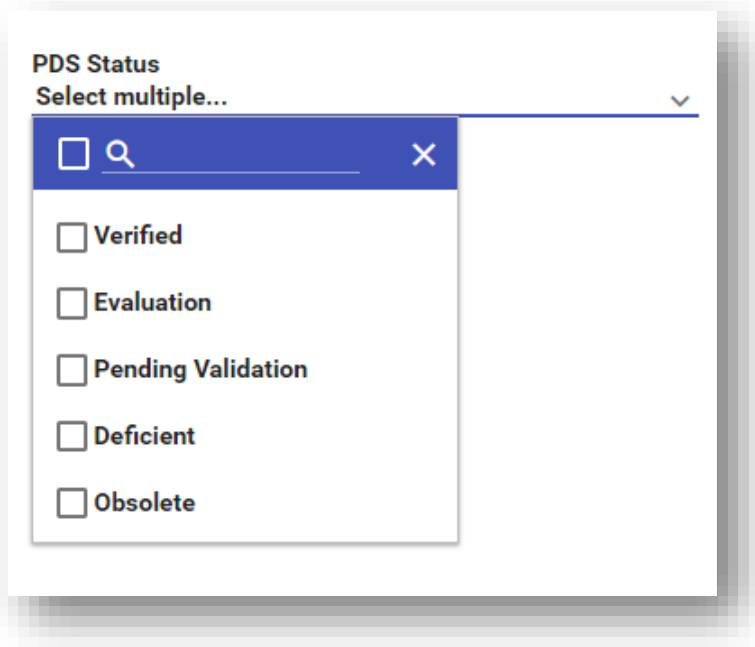 PDS Status
Select multiple...
Verified
Evaluation
Pending Validation
Deficient
Obsolete